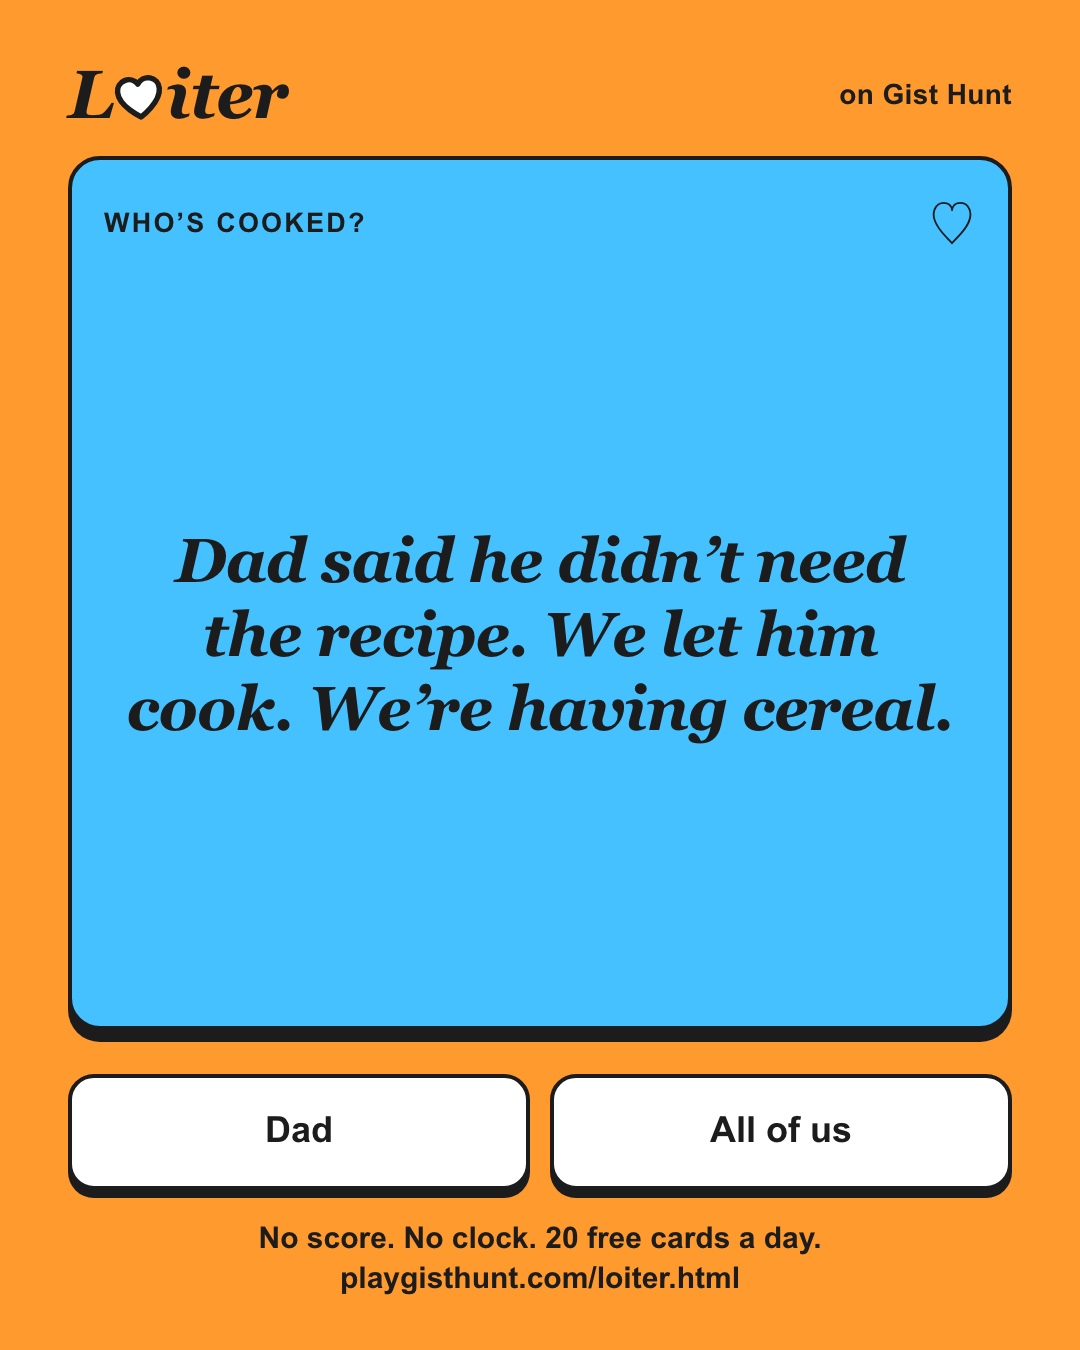 Loiter
on Gist Hunt
WHO’S COOKED?
Dad said he didn’t need
the recipe. We let him
cook. We’re having cereal.
Dad
All of us
No score. No clock. 20 free cards a day.
playgisthunt.com/loiter.html